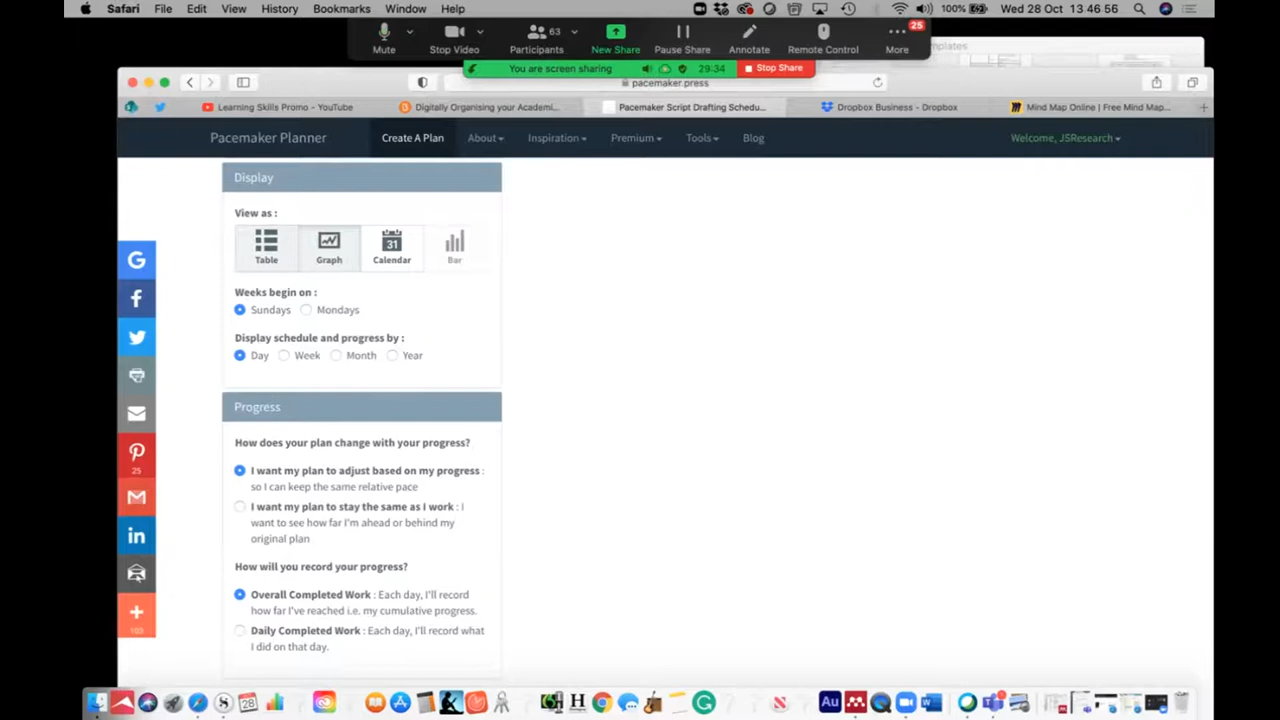 Safari File Edit View History Bookmarks Window Help
100% Wed 28 Oct 13 46 56
63
25
Mute Stop Video Participants New Share Pause Share Annotate Remote Control More
You are screen sharing 29:34 Stop Share
pacemaker.press
Learning Skills Promo - YouTube Digitally Organising your Academi... Pacemaker Script Drafting Schedu... Dropbox Business - Dropbox Mind Map Online | Free Mind Map...
Pacemaker Planner Create A Plan About Inspiration Premium Tools Blog Welcome, JSResearch
Display
View as :
31
Table Graph Calendar Bar
Weeks begin on :
Sundays Mondays
Display schedule and progress by :
Day Week Month Year
Progress
How does your plan change with your progress?
I want my plan to adjust based on my progress :
so I can keep the same relative pace
I want my plan to stay the same as I work : I
want to see how far I'm ahead or behind my
original plan
How will you record your progress?
Overall Completed Work : Each day, I'll record
how far I've reached i.e. my cumulative progress.
Daily Completed Work : Each day, I'll record what
I did on that day.
G
25
in
103
28
H
G
Au
W